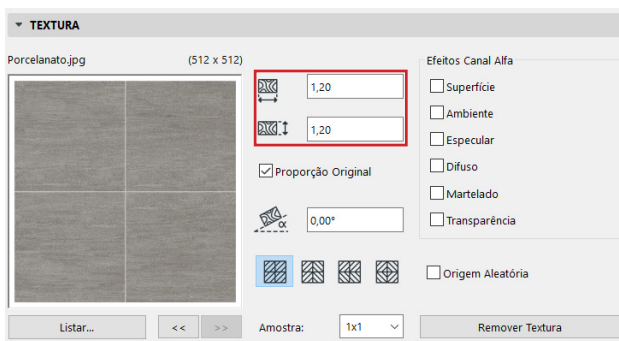 TEXTURA
Porcelanato.jpg (512 x 512)
1,20
1,20
Proporção Original
α 0,00°
Efeitos Canal Alfa
Superfície
Ambiente
Especular
Difuso
Martelado
Transparência
Origem Aleatória
Listar... << >> Amostra: 1x1 Remover Textura